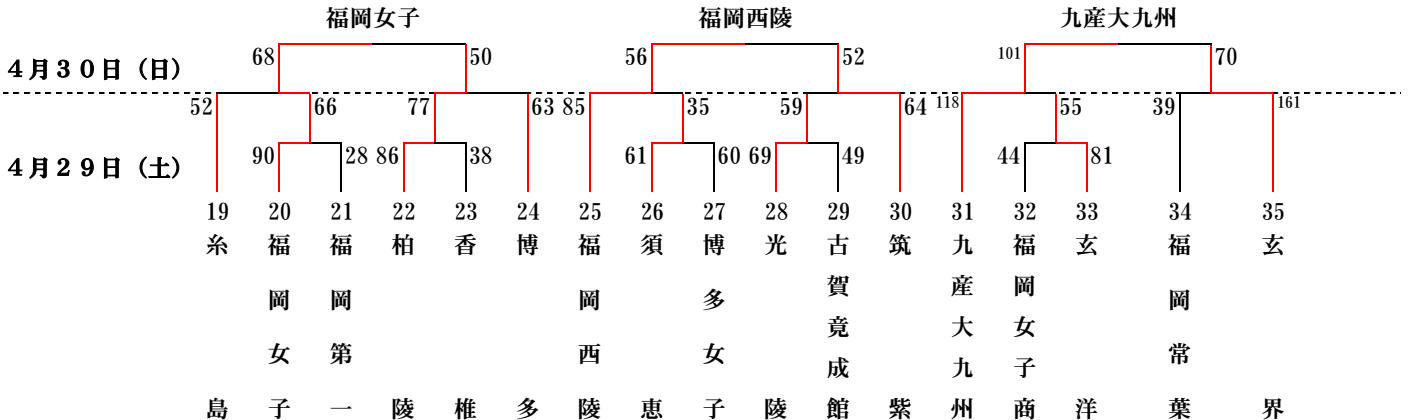 福岡女子 福岡西陵 九産大九州
68 50 56 52 101 70
４月３０日（日）
52 66 77 63 85 35 59 64 118 55 39 161
４月２９日（土）
90 28 86 38 61 60 69 49 44 81
19 20 21 22 23 24 25 26 27 28 29 30 31 32 33 34 35
糸島
福岡女子
福岡第一
柏陵
香椎
博多
福岡西陵
須恵
博多女子
光陵
古賀竟成館
筑紫
九産大九州
福岡女子商
玄洋
福岡常葉
玄界